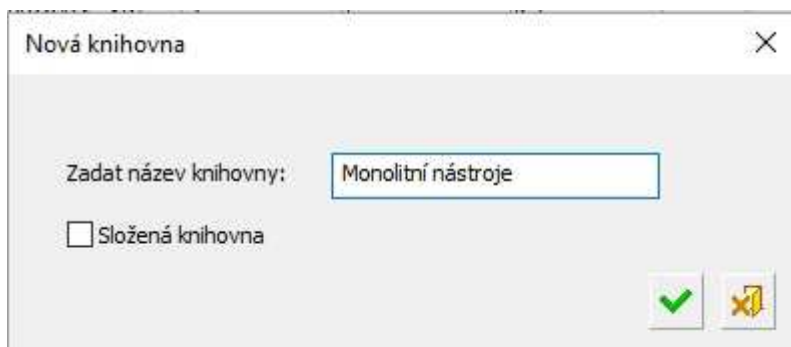 Nová knihovna
Zadat název knihovny: Monolitní nástroje
Složená knihovna